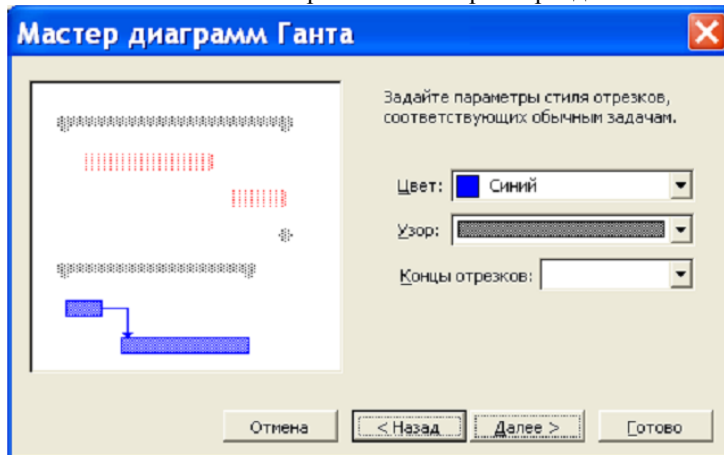 Мастер диаграмм Ганта
Задайте параметры стиля отрезков,
соответствующих обычным задачам.
Цвет: Синий
Узор:
Концы отрезков:
Отмена < Назад Далее > Готово